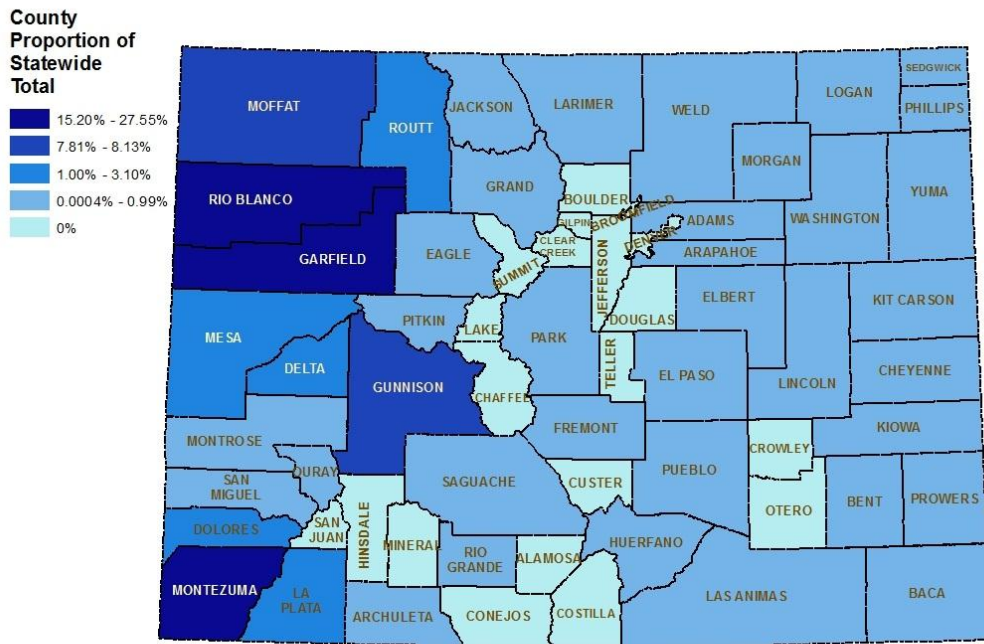 County
Proportion of
Statewide
Total
15.20% - 27.55%
7.81% - 8.13%
1.00% - 3.10%
0.0004% - 0.99%
0%
MOFFAT
ROUTT
JACKSON
LARIMER
WELD
LOGAN
SEDGWICK
PHILLIPS
MORGAN
RIO BLANCO
GRAND
BOULDER
BROOMFIELD
GILPIN
ADAMS
WASHINGTON
YUMA
GARFIELD
EAGLE
SUMMIT
CLEAR
CREEK
JEFFERSON
DENVER
ARAPAHOE
MESA
DELTA
PITKIN
LAKE
PARK
DOUGLAS
ELBERT
KIT CARSON
GUNNISON
CHAFFEE
TELLER
EL PASO
LINCOLN
CHEYENNE
MONTROSE
OURAY
FREMONT
KIOWA
CROWLEY
SAN
MIGUEL
SAGUACHE
CUSTER
PUEBLO
OTERO
BENT
PROWERS
DOLORES
SAN
JUAN
HINSDALE
MINERAL
RIO
GRANDE
ALAMOSA
HUERFANO
MONTEZUMA
LA
PLATA
ARCHULETA
CONEJOS
COSTILLA
LAS ANIMAS
BACA